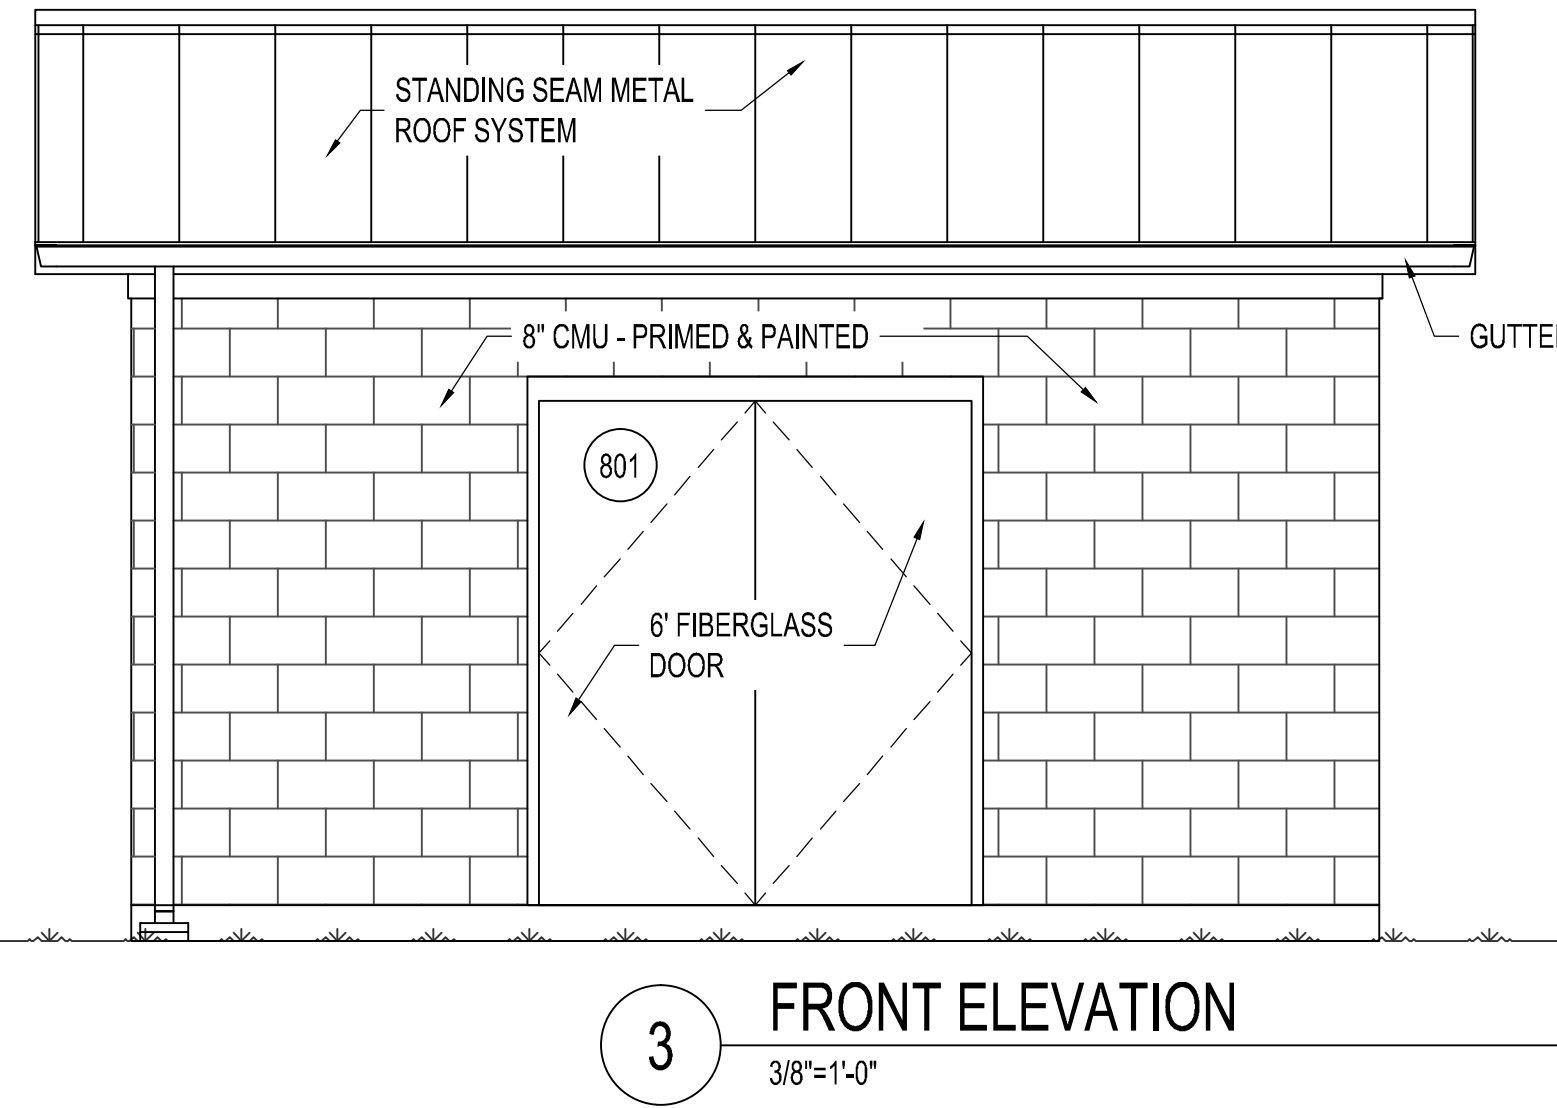 STANDING SEAM METAL
ROOF SYSTEM
8" CMU - PRIMED & PAINTED
GUTTE
801
6' FIBERGLASS
DOOR
3
FRONT ELEVATION
3/8"=1'-0"